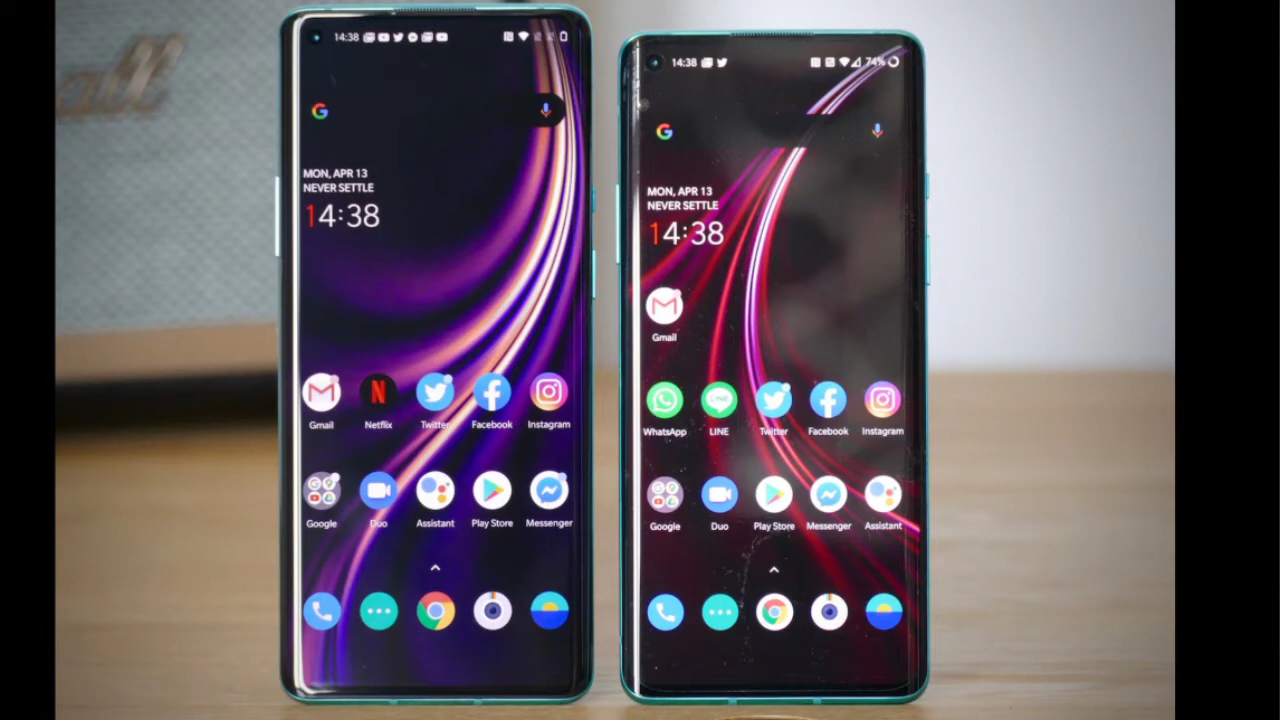 14:38
MON, APR 13
NEVER SETTLE
14:38
Gmail Netflix Twitter Facebook Instagram
Google Duo Assistant Play Store Messenger
14:38 74%
MON, APR 13
NEVER SETTLE
14:38
Gmail
WhatsApp LINE Twitter Facebook Instagram
Google Duo Play Store Messenger Assistant